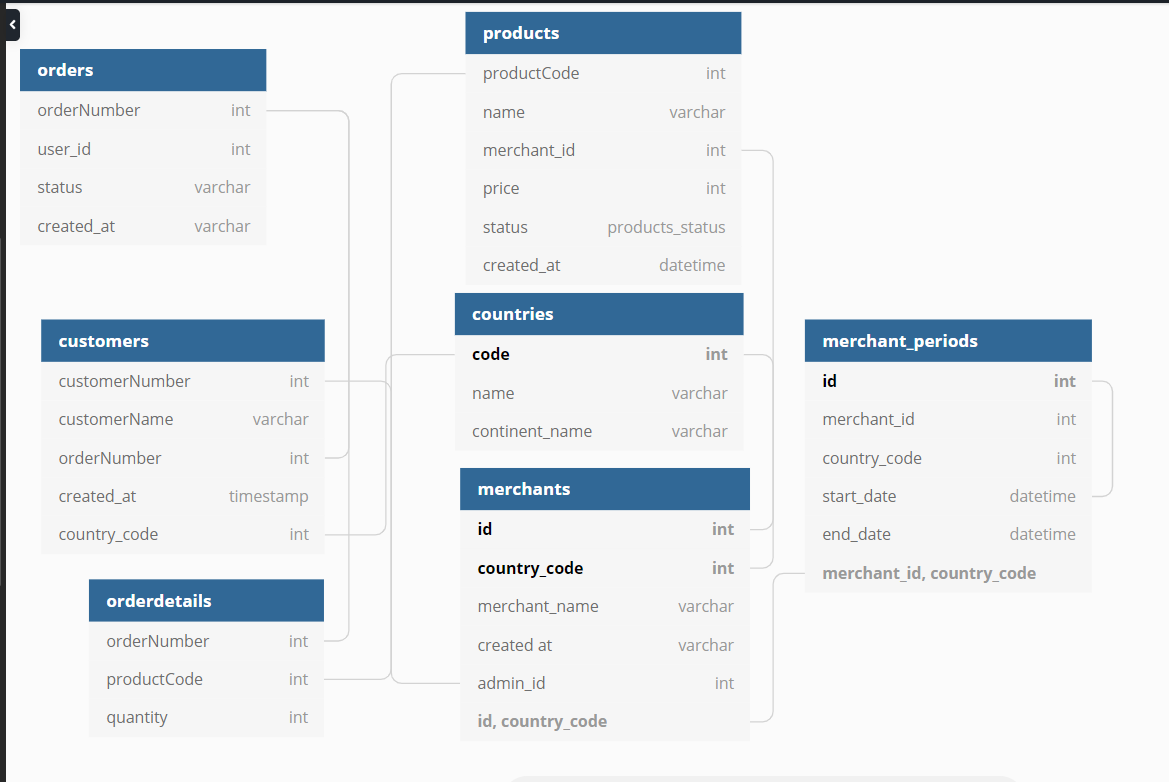 orders
orderNumber int
user_id int
status varchar
created_at varchar
products
productCode int
name varchar
merchant_id int
price int
status products_status
created_at datetime
customers
customerNumber int
customerName varchar
orderNumber int
created_at timestamp
country_code int
countries
code int
name varchar
continent_name varchar
merchant_periods
id int
merchant_id int
country_code int
start_date datetime
end_date datetime
merchant_id, country_code
orderdetails
orderNumber int
productCode int
quantity int
merchants
id int
country_code int
merchant_name varchar
created at varchar
admin_id int
id, country_code